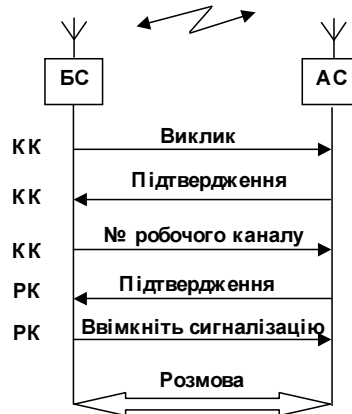 БС АС
КК Виклик
КК Підтвердження
КК № робочого каналу
РК Підтвердження
РК Ввімкніть сигналізацію
Розмова